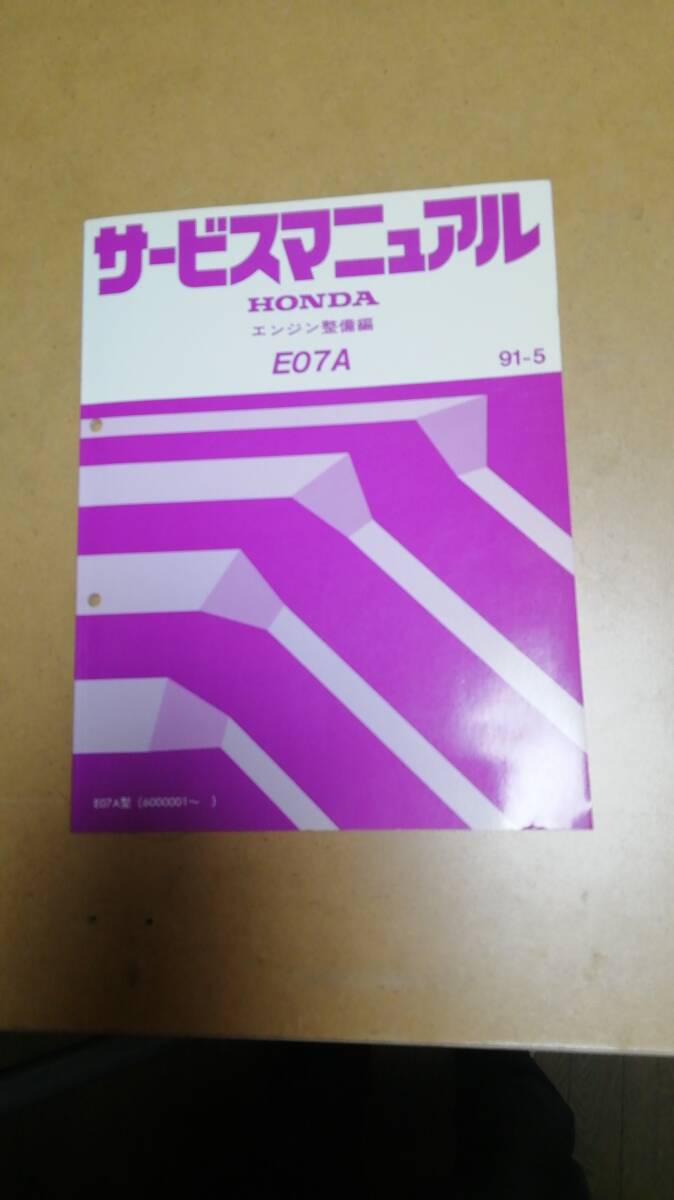 サービスマニュアル
HONDA
エンジン整備編
E07A
91-5
E07A型 (6000001~ )